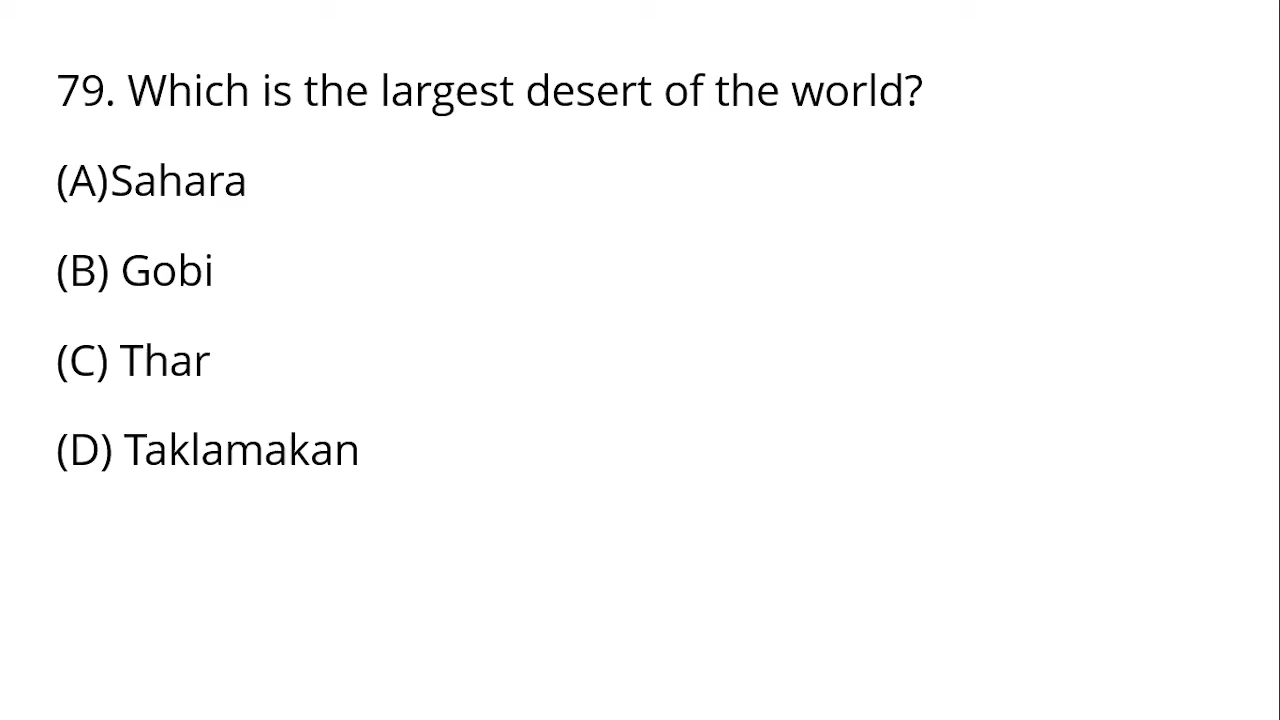 79. Which is the largest desert of the world?
(A)Sahara
(B) Gobi
(C) Thar
(D) Taklamakan